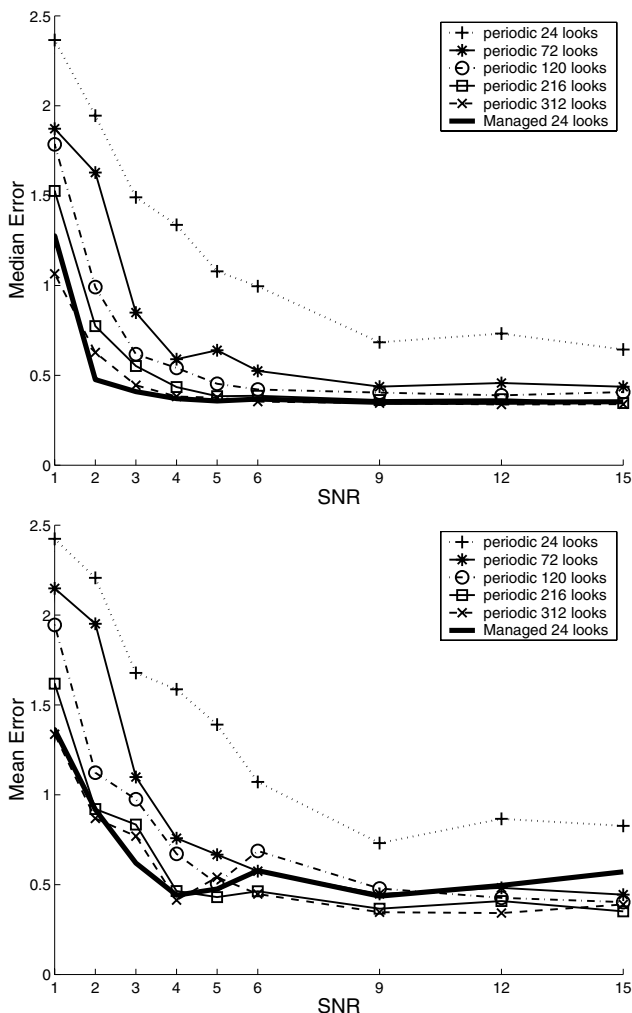 2.5
2
1.5
1
0.5
0
Median Error
periodic 24 looks
periodic 72 looks
periodic 120 looks
periodic 216 looks
periodic 312 looks
Managed 24 looks
1 2 3 4 5 6 9 12 15
SNR
2.5
2
1.5
1
0.5
0
Mean Error
periodic 24 looks
periodic 72 looks
periodic 120 looks
periodic 216 looks
periodic 312 looks
Managed 24 looks
1 2 3 4 5 6 9 12 15
SNR